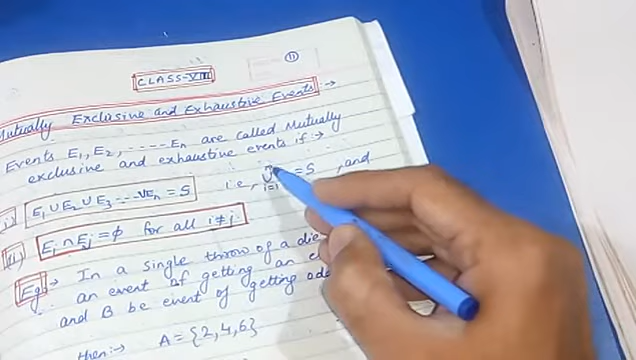 11
CLASS-VIII
Mutually Exclusive and Exhaustive Events :→
Events E₁, E₂, ----- Eₙ are called Mutually
exclusive and exhaustive events if :→
i) E₁ ∪ E₂ ∪ E₃ ---- ∪ Eₙ = S i.e, ∪ i=1 = S , and
(ii) Eᵢ ∩ Eⱼ = ϕ for all i ≠ j
Eg → In a single throw of a die
an event of getting an
and B be event of getting
then :→ A = {2, 4, 6}